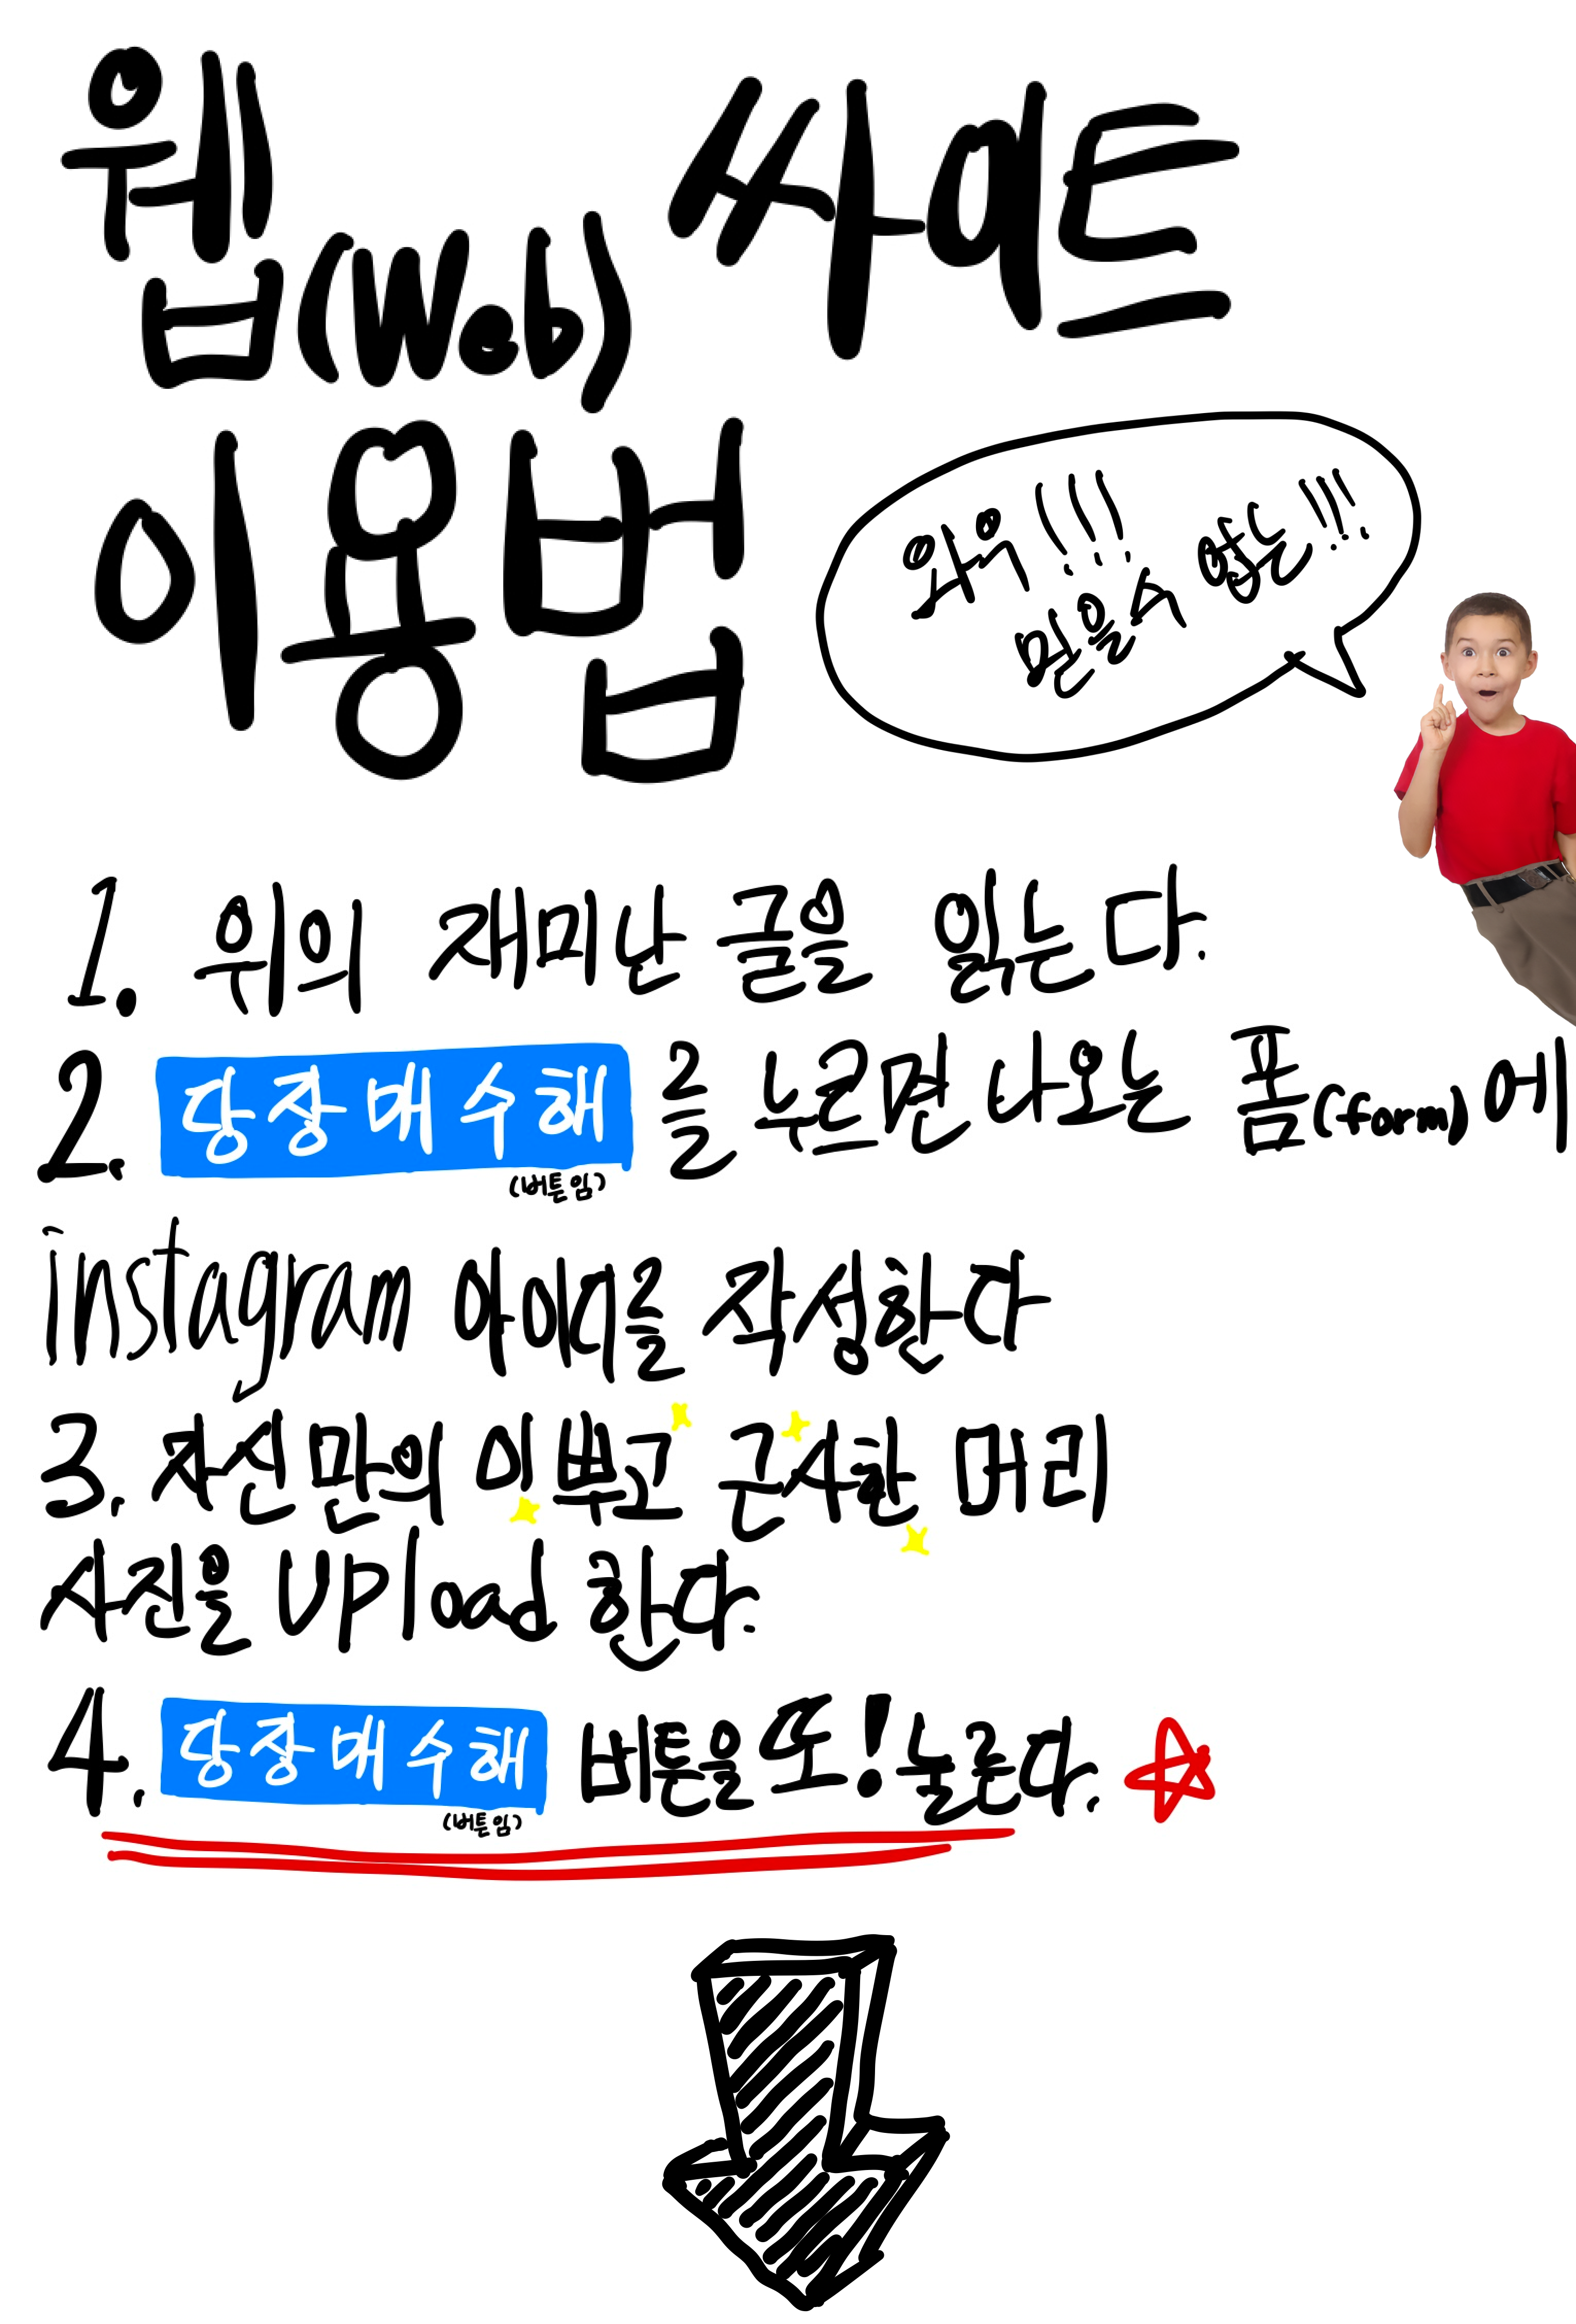 웹(Web) 싸이트
이용법
와우!!!!
믿을 수 없는!!!!
1. 위의 재미난 글을 읽는다.
2. 당장매수해 를 누르면 나오는 폼(form)에
(버튼임)
instagram 아이디를 작성한다
3. 자신만의 이쁘고 근사한 머리
사진을 UPload 한다.
4. 당장매수해 버튼을 또! 눌른다.
(버튼임)